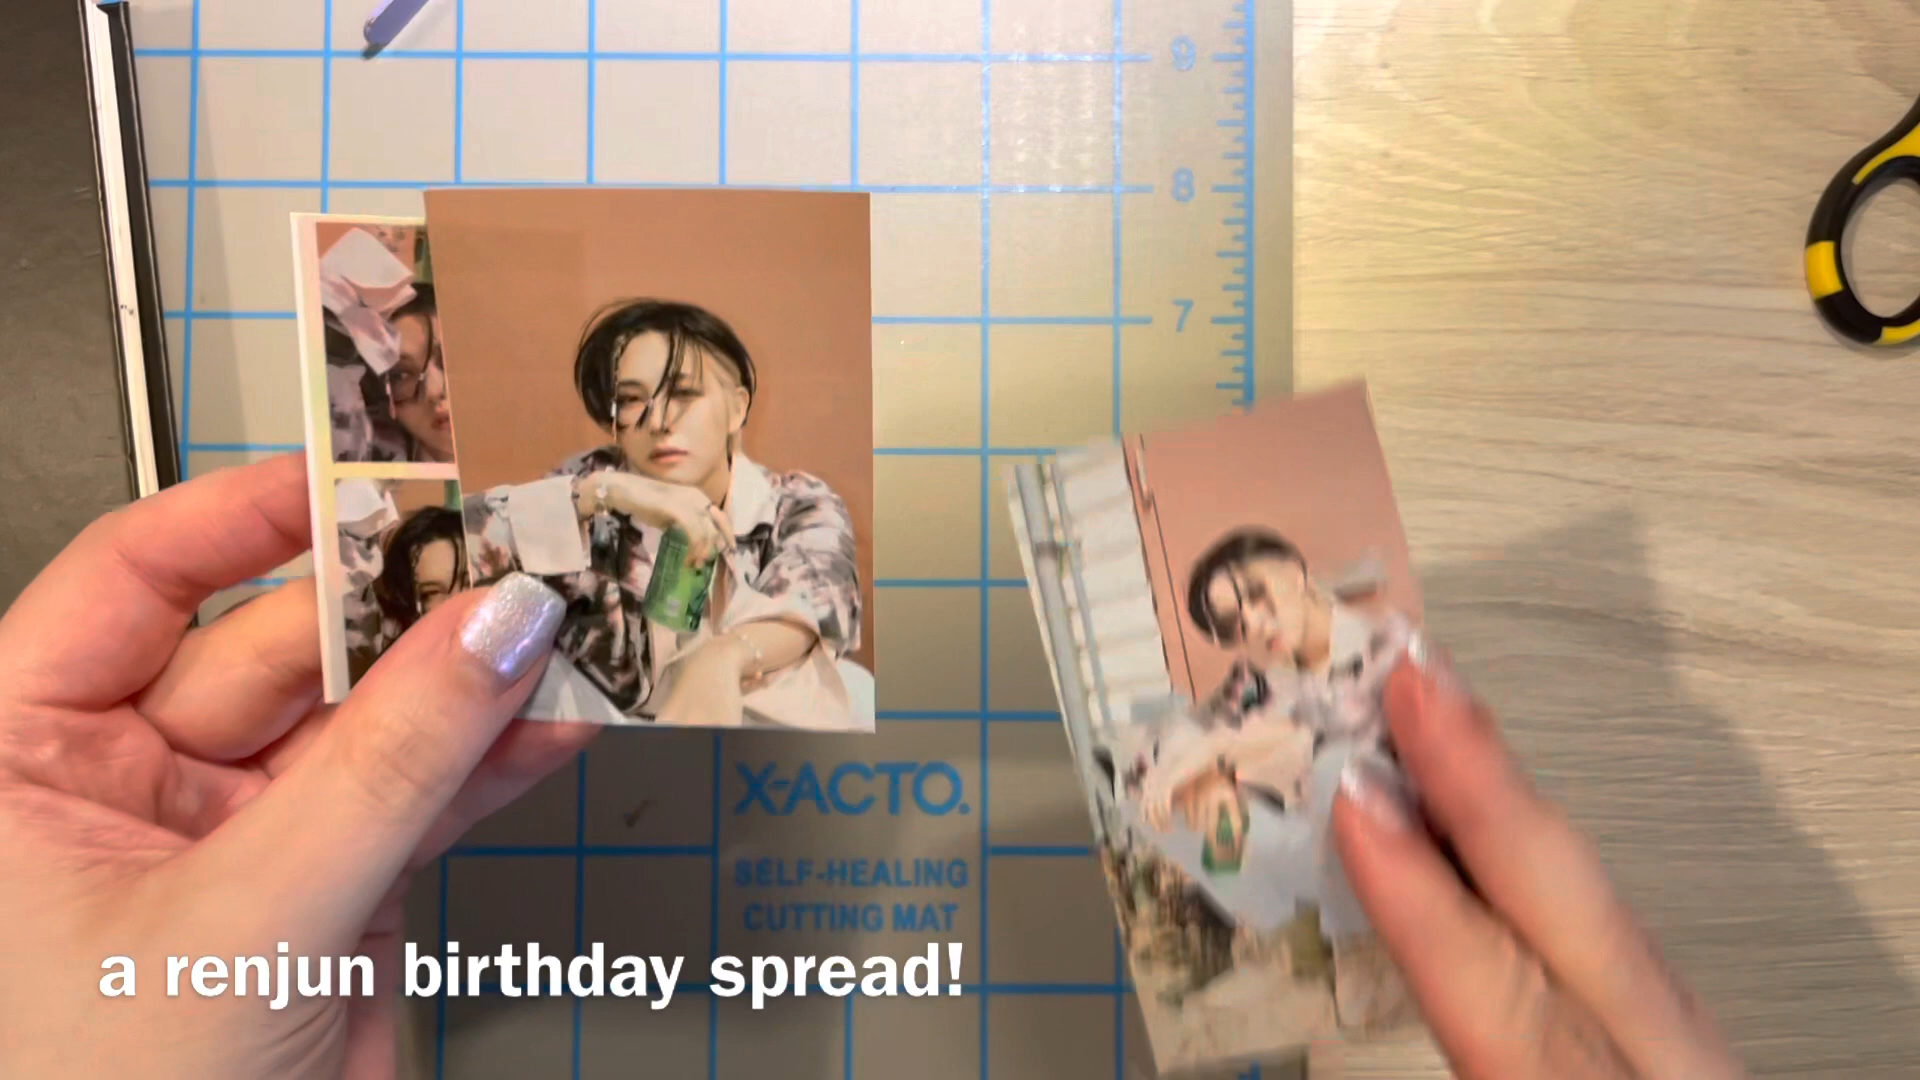 9
8
7
X-ACTO.
SELF-HEALING
CUTTING MAT
a renjun birthday spread!